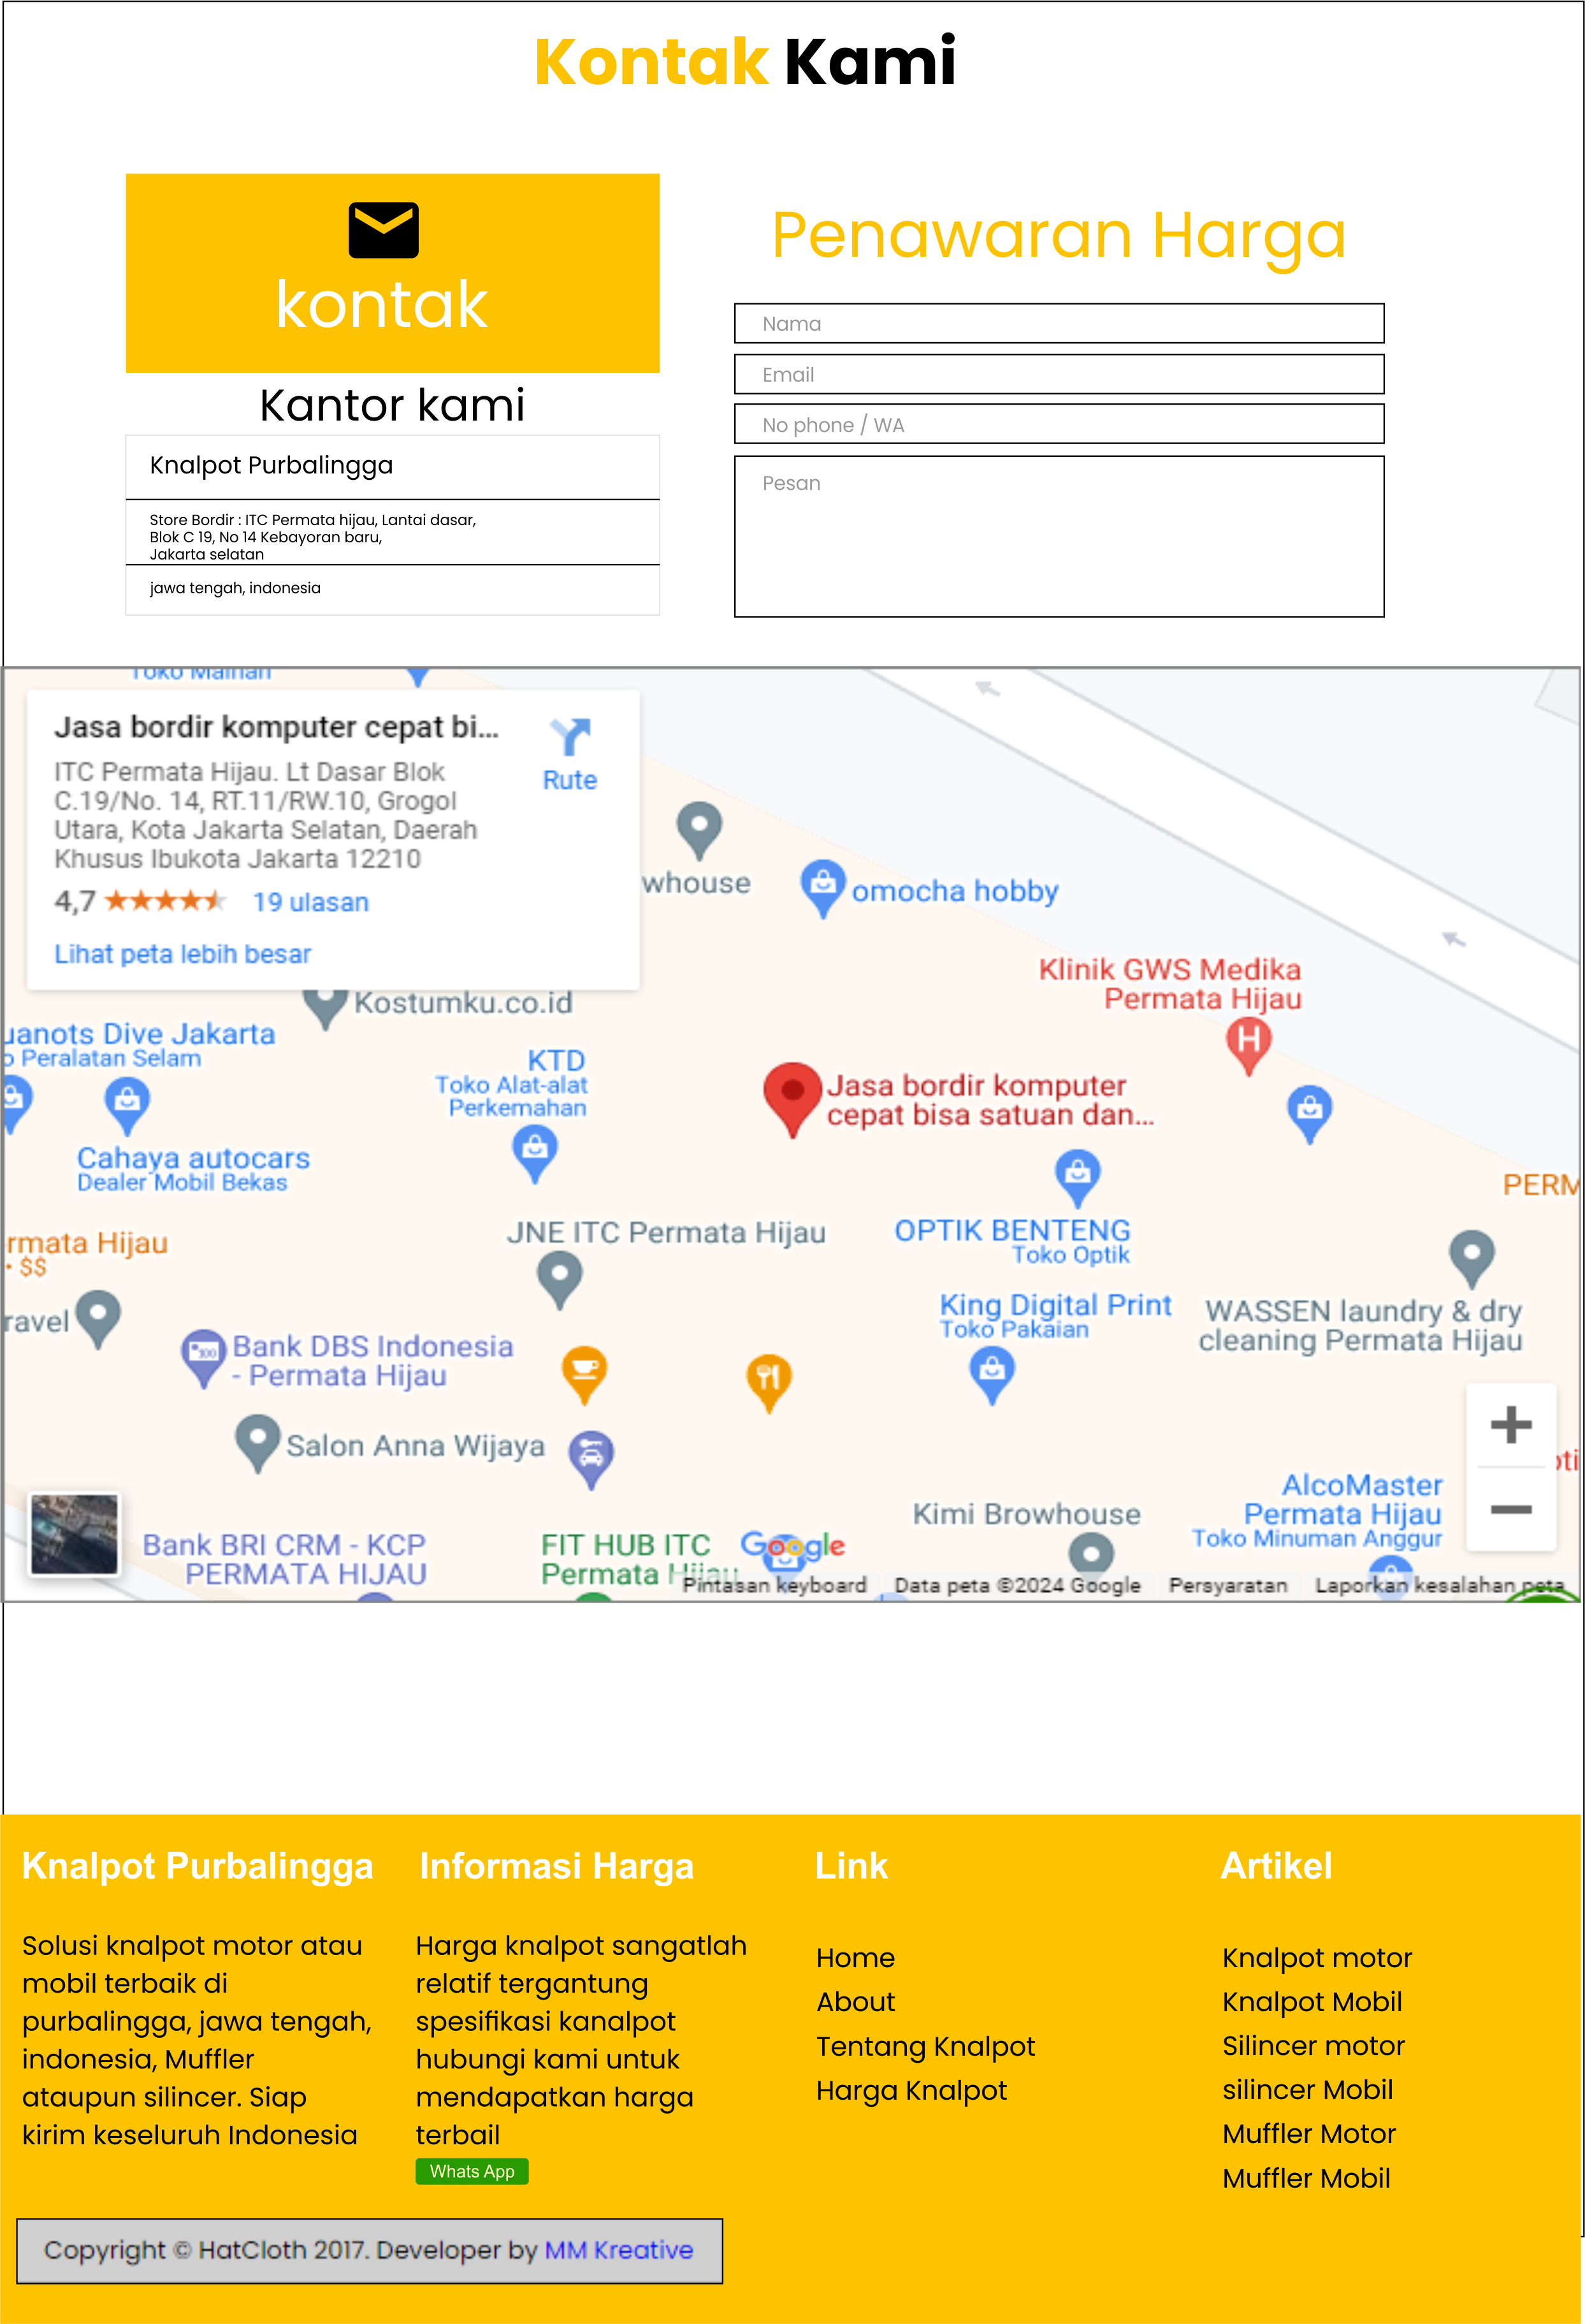 Kontak Kami
kontak
Kantor kami
Knalpot Purbalingga
Store Bordir : ITC Permata hijau, Lantai dasar,
Blok C 19, No 14 Kebayoran baru,
Jakarta selatan
jawa tengah, indonesia
Penawaran Harga
Nama
Email
No phone / WA
Pesan
Toko Mainan
Jasa bordir komputer cepat bi...
Rute
ITC Permata Hijau. Lt Dasar Blok
C.19/No. 14, RT.11/RW.10, Grogol
Utara, Kota Jakarta Selatan, Daerah
Khusus Ibukota Jakarta 12210
4,7 19 ulasan
Lihat peta lebih besar
whouse
omocha hobby
Klinik GWS Medika
Permata Hijau
Kostumku.co.id
uanots Dive Jakarta
o Peralatan Selam
KTD
Toko Alat-alat
Perkemahan
Jasa bordir komputer
cepat bisa satuan dan...
Cahaya autocars
Dealer Mobil Bekas
PERM
JNE ITC Permata Hijau
OPTIK BENTENG
Toko Optik
rmata Hijau
· $$
ravel
King Digital Print
Toko Pakaian
WASSEN laundry & dry
cleaning Permata Hijau
Bank DBS Indonesia
- Permata Hijau
Salon Anna Wijaya
oti
AlcoMaster
Permata Hijau
Toko Minuman Anggur
Kimi Browhouse
Bank BRI CRM - KCP
PERMATA HIJAU
FIT HUB ITC
Permata Hijau
Google
Pintasan keyboard Data peta ©2024 Google Persyaratan Laporkan kesalahan peta
Knalpot Purbalingga
Solusi knalpot motor atau
mobil terbaik di
purbalingga, jawa tengah,
indonesia, Muffler
ataupun silincer. Siap
kirim keseluruh Indonesia
Informasi Harga
Harga knalpot sangatlah
relatif tergantung
spesifikasi kanalpot
hubungi kami untuk
mendapatkan harga
terbail
Whats App
Link
Home
About
Tentang Knalpot
Harga Knalpot
Artikel
Knalpot motor
Knalpot Mobil
Silincer motor
silincer Mobil
Muffler Motor
Muffler Mobil
Copyright © HatCloth 2017. Developer by MM Kreative